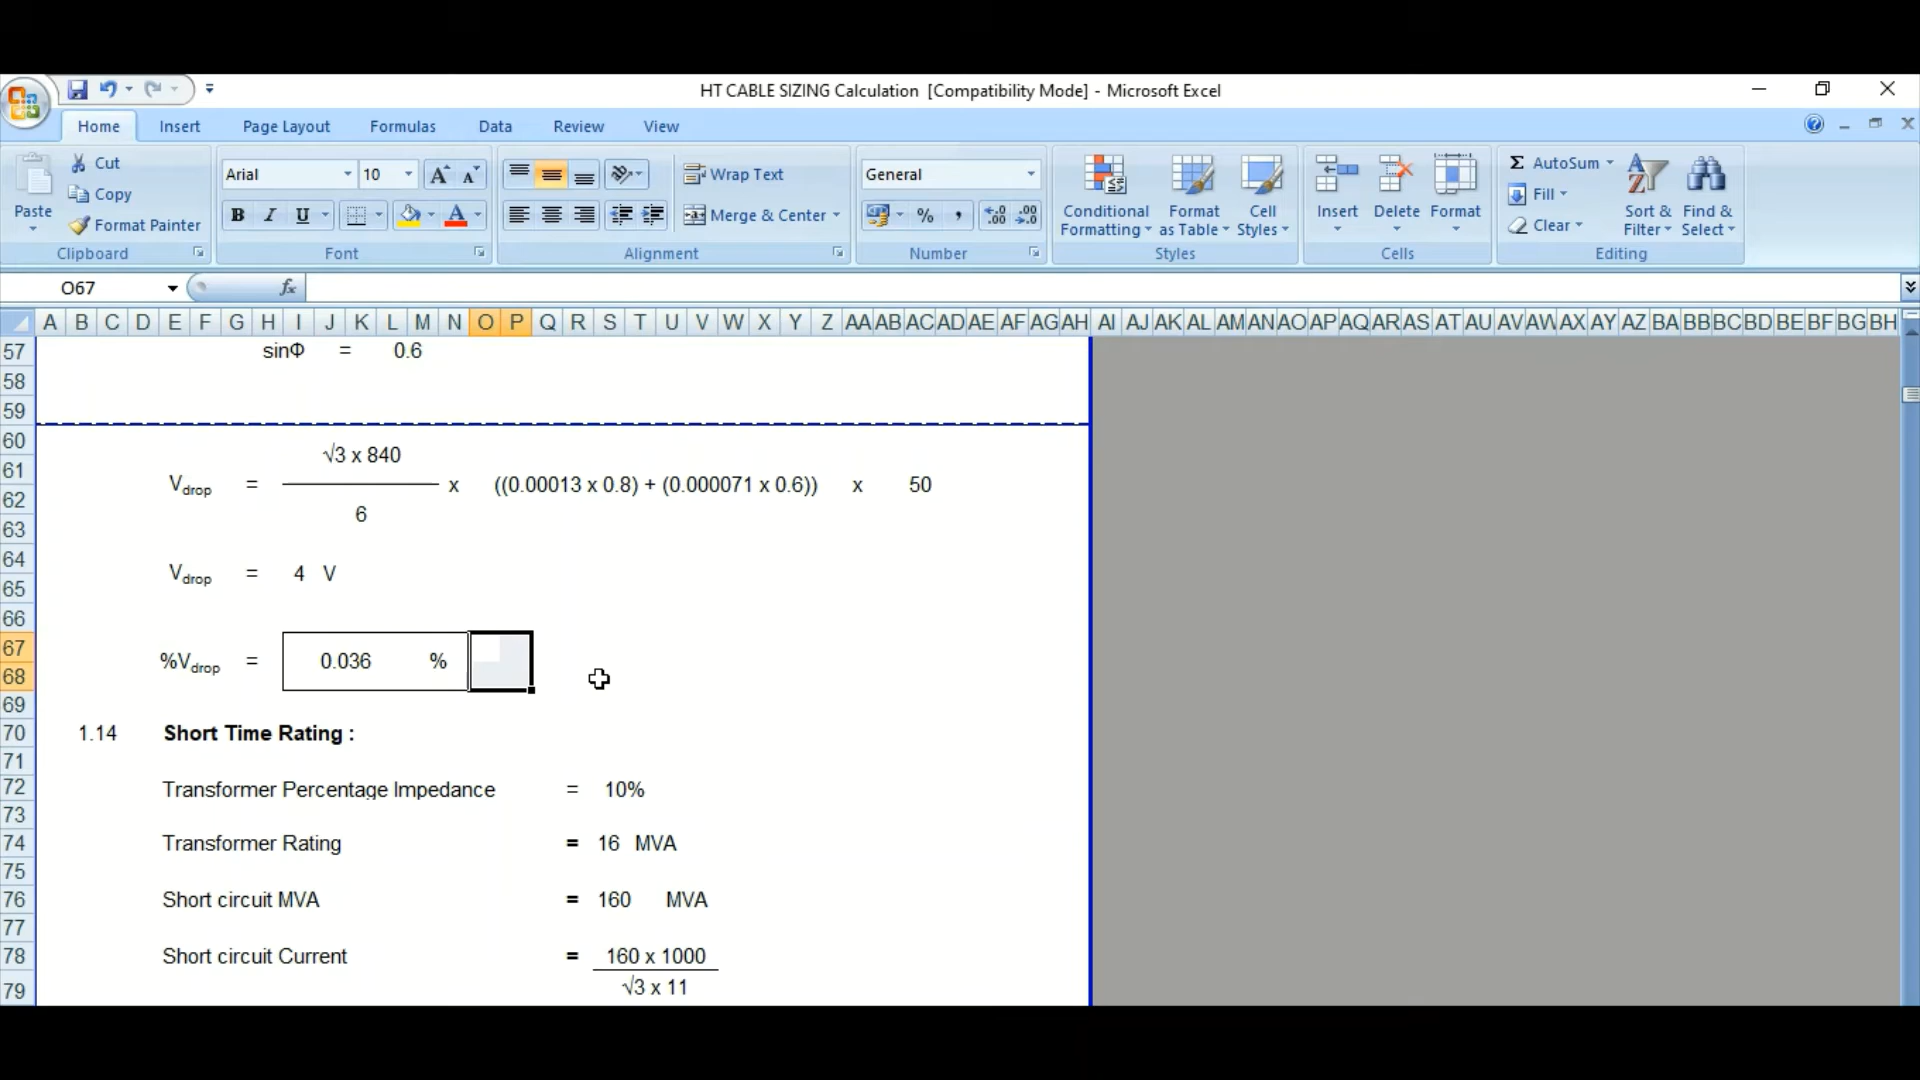 HT CABLE SIZING Calculation [Compatibility Mode] - Microsoft Excel
Home Insert Page Layout Formulas Data Review View
Paste Cut Copy Format Painter Clipboard
Arial 10 B I U A A A Font
Wrap Text Merge & Center Alignment
General % , .00 .00 Number
Conditional Formatting Format as Table Cell Styles Styles
Insert Delete Format Cells
Σ AutoSum Fill Clear Sort & Filter Find & Select Editing
O67 fx
A B C D E F G H I J K L M N O P Q R S T U V W X Y Z AA AB AC AD AE AF AG AH AI AJ AK AL AM AN AO AP AQ AR AS AT AU AV AW AX AY AZ BA BB BC BD BE BF BG BH
57 sinΦ = 0.6
58
59
60
61 √3 x 840
62 Vdrop = x ((0.00013 x 0.8) + (0.000071 x 0.6)) x 50
63 6
64
65 Vdrop = 4 V
66
67
68 %Vdrop = 0.036 %
69
70 1.14 Short Time Rating :
71
72 Transformer Percentage Impedance = 10%
73
74 Transformer Rating = 16 MVA
75
76 Short circuit MVA = 160 MVA
77
78 Short circuit Current = 160 x 1000
79 √3 x 11